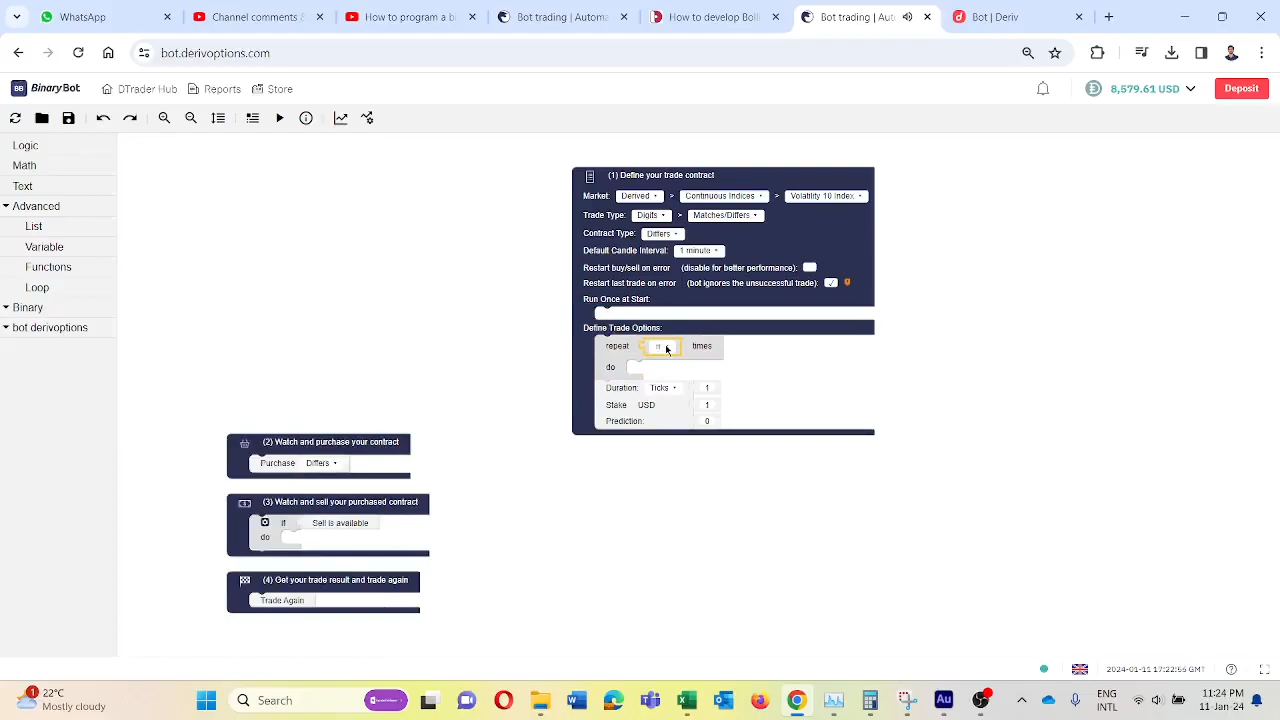 WhatsApp
Channel comments &
How to program a bi
Bot trading | Automa
How to develop Bell
Bot trading | Auto
Bot | Deriv
bot.derivoptions.com
BinaryBot
DTrader Hub
Reports
Store
8,579.61 USD
Deposit
Logic
Math
Text
Advanced
List
Variable
Functions
Loop
Binary
bot derivoptions
(1) Define your trade contract
Market: Derived > Continuous Indices > Volatility 10 Index
Trade Type: Digits > Matches/Differs
Contract Type: Differs
Default Candle Interval: 1 minute
Restart buy/sell on error (disable for better performance):
Restart last trade on error (bot ignores the unsuccessful trade): ✓
Run Once at Start:
Define Trade Options:
repeat times
do
Duration: Ticks 1
Stake: USD 1
Prediction: 0
(2) Watch and purchase your contract
Purchase Differs
(3) Watch and sell your purchased contract
if Sell is available
do
(4) Get your trade result and trade again
Trade Again
2024-01-11 17:22:56 GMT
1
22°C
Mostly cloudy
Search
INTL
11:24 PM
11-Jan-24